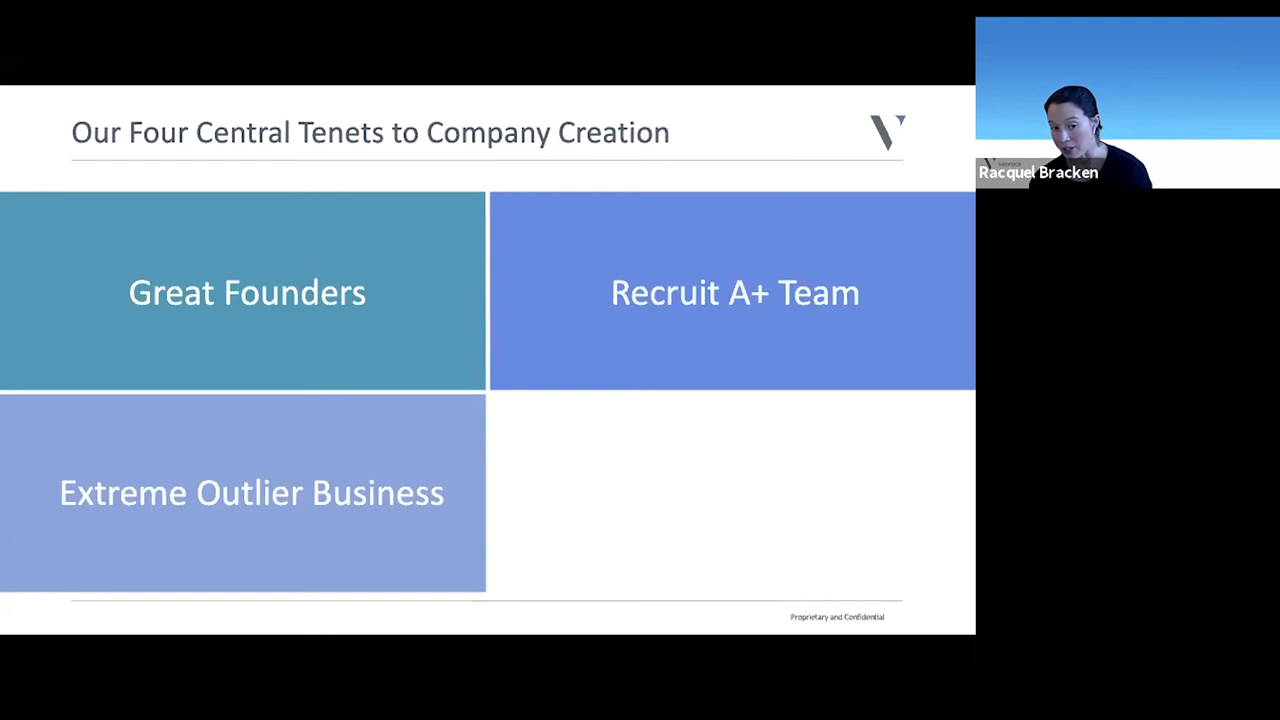 Our Four Central Tenets to Company Creation
Great Founders
Recruit A+ Team
Extreme Outlier Business
Proprietary and Confidential
Racquel Bracken